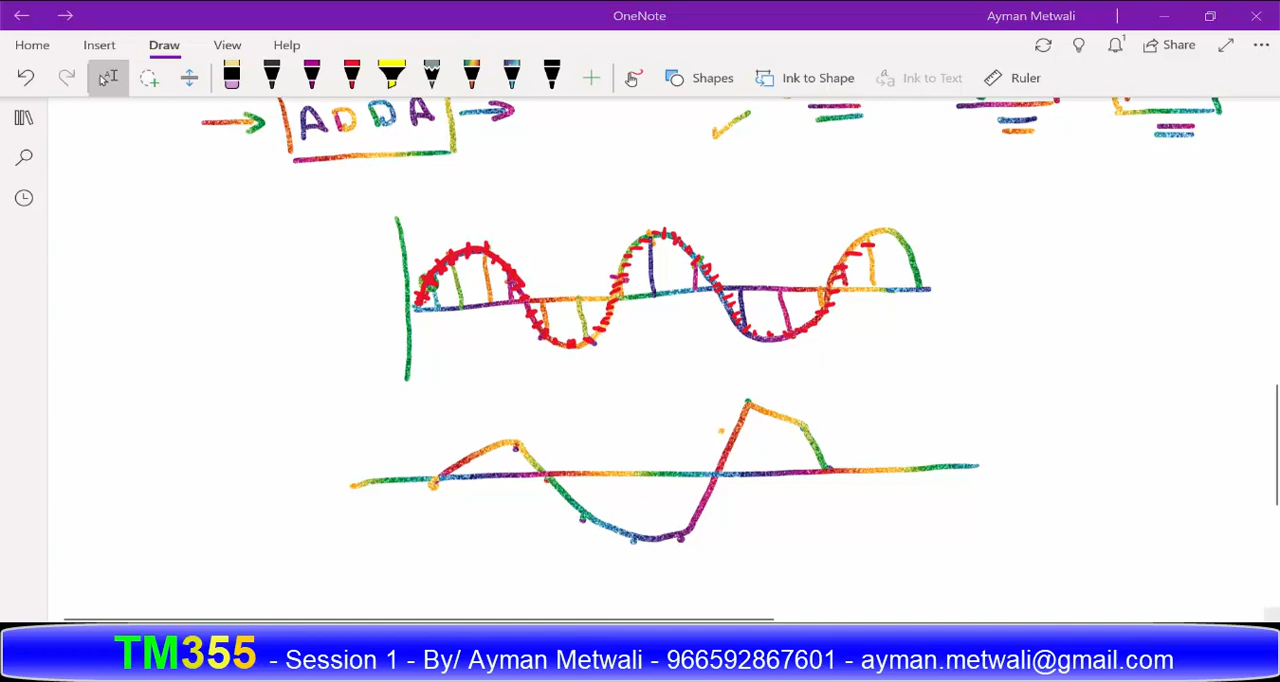 OneNote
Ayman Metwali
Home Insert Draw View Help
Share
Shapes Ink to Shape Ink to Text Ruler
ADDA
TM355 - Session 1 - By/ Ayman Metwali - 966592867601 - ayman.metwali@gmail.com